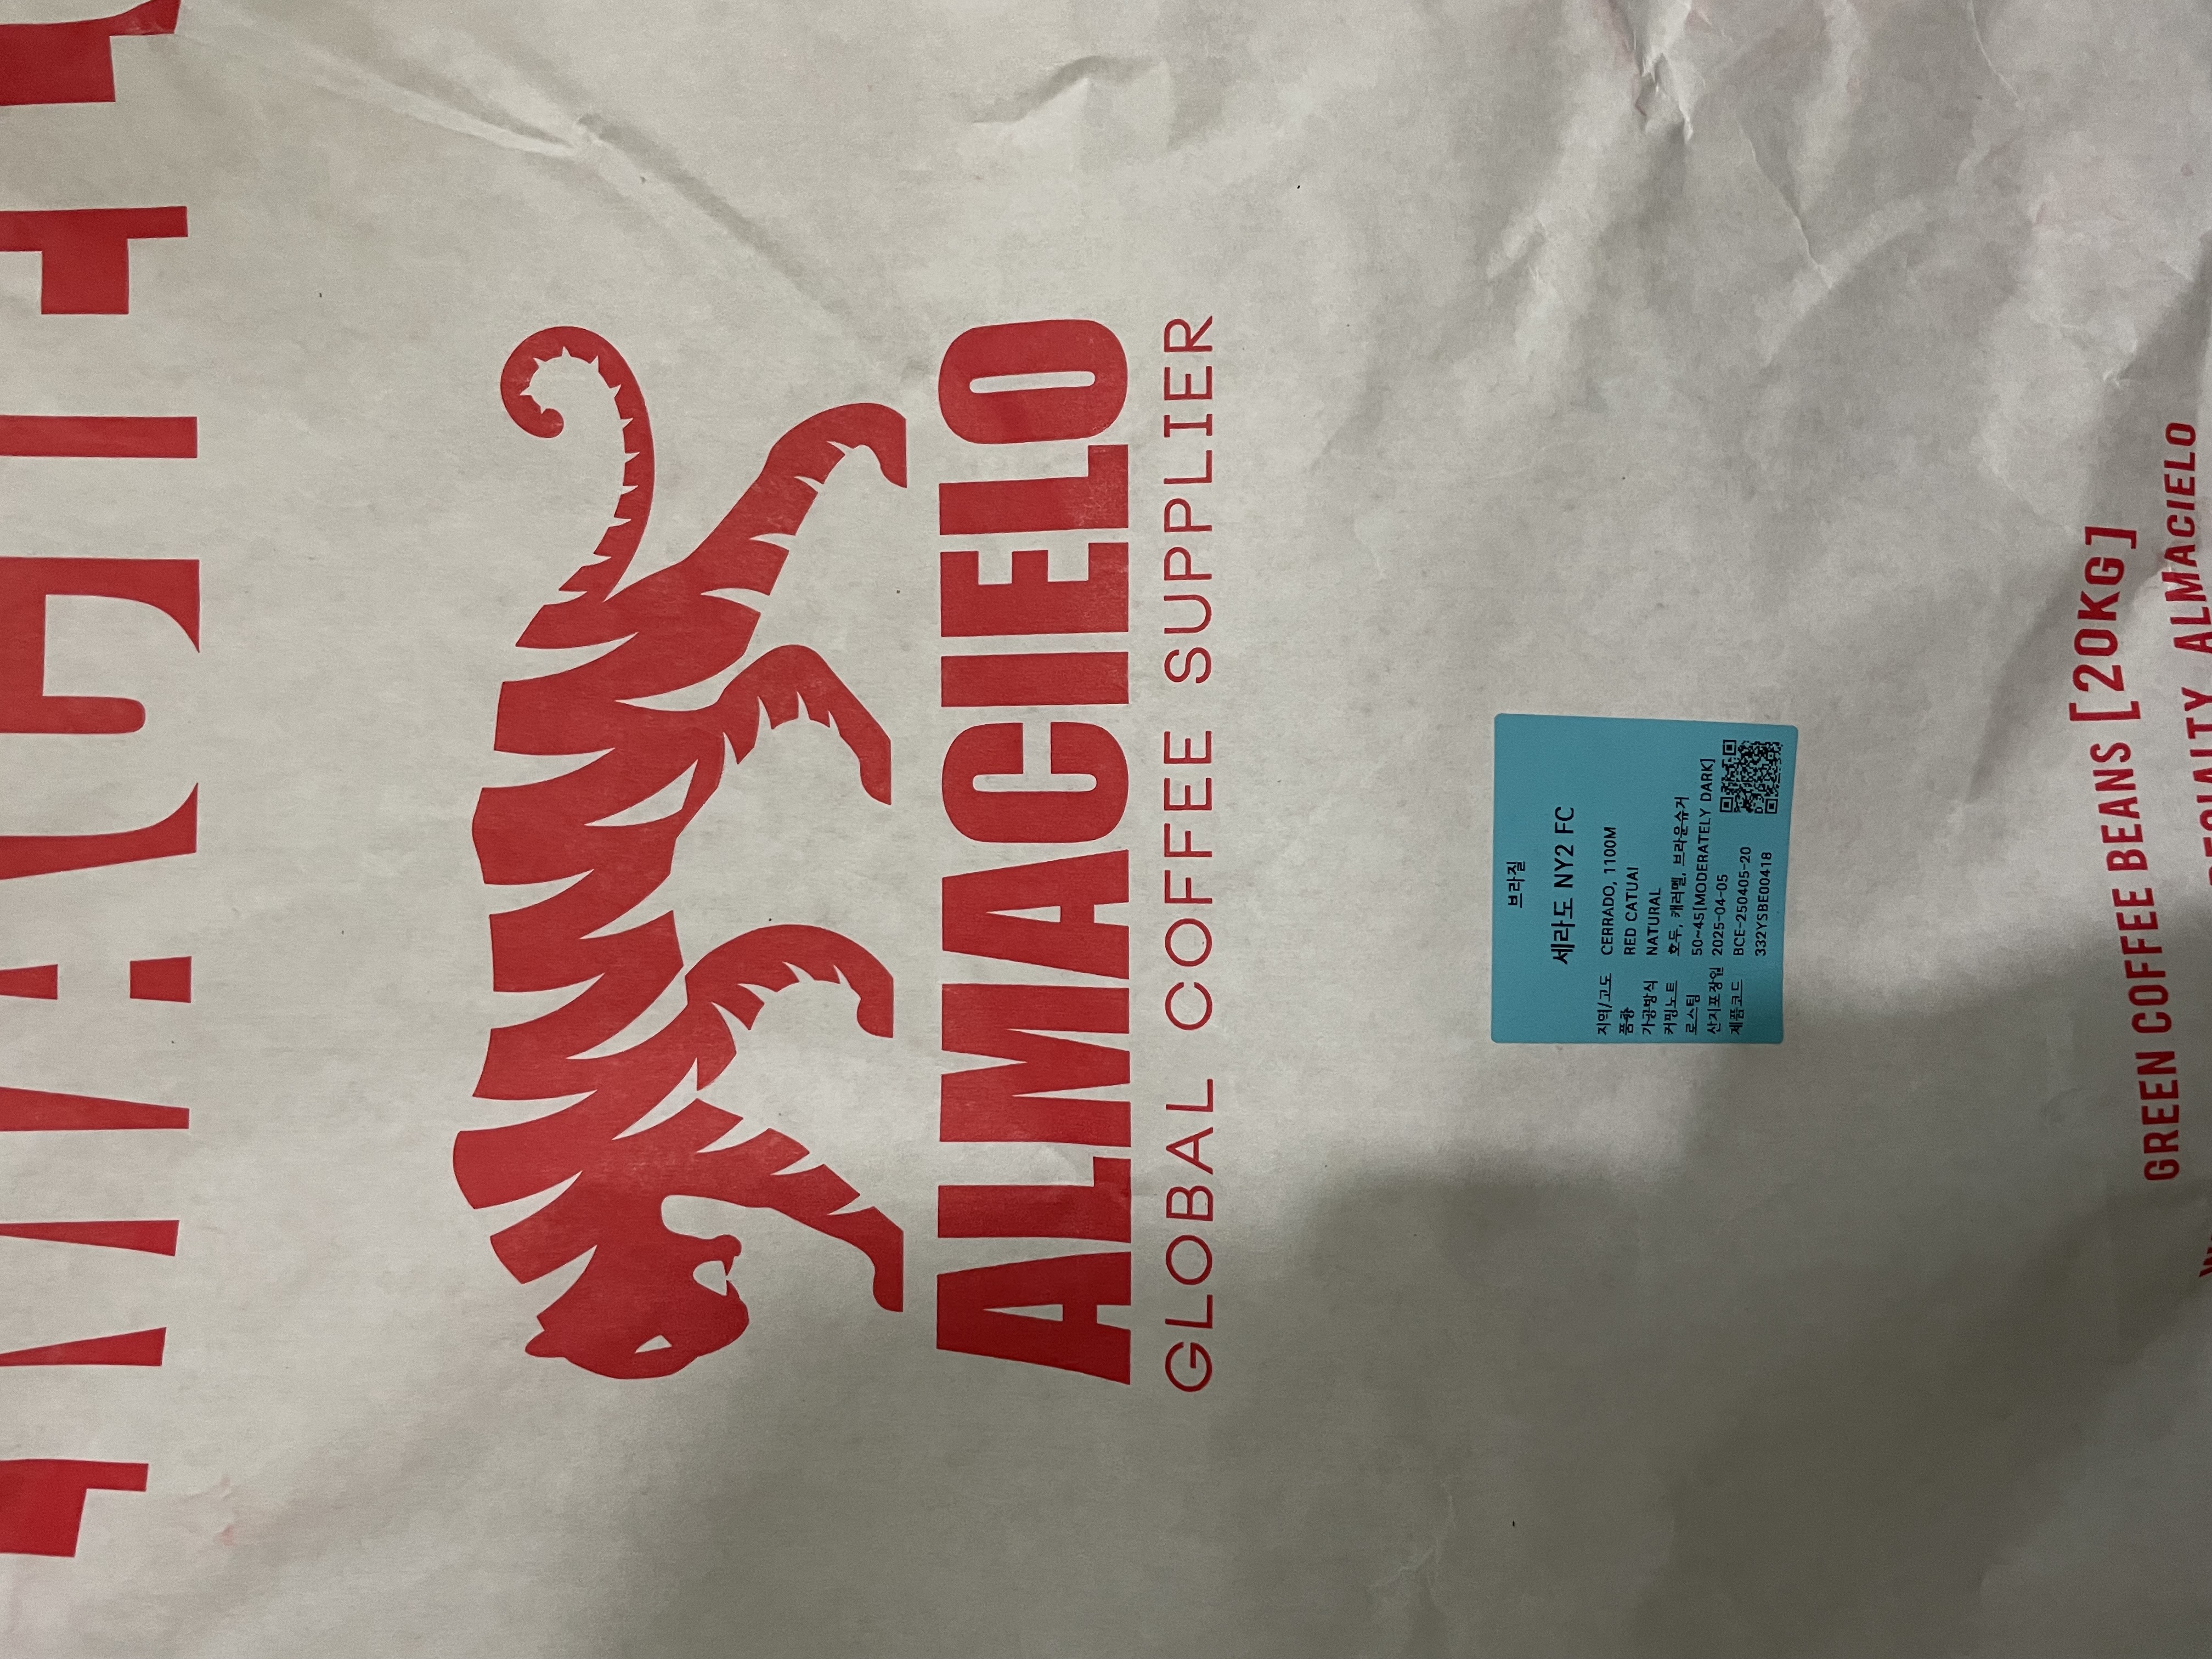 ALMACIELO
GLOBAL COFFEE SUPPLIER
브라질
세라도 NY2 FC
지역/고도 CERRADO, 1100M
품종 RED CATUAI
가공방식 NATURAL
커핑노트 호두, 캐러멜, 브라운슈거
로스팅 50~45[MODERATELY DARK]
산지포장일 2025-04-05
제품코드 BCE-250405-20
332YSBE00418
GREEN COFFEE BEANS [20KG]
ALMACIELO